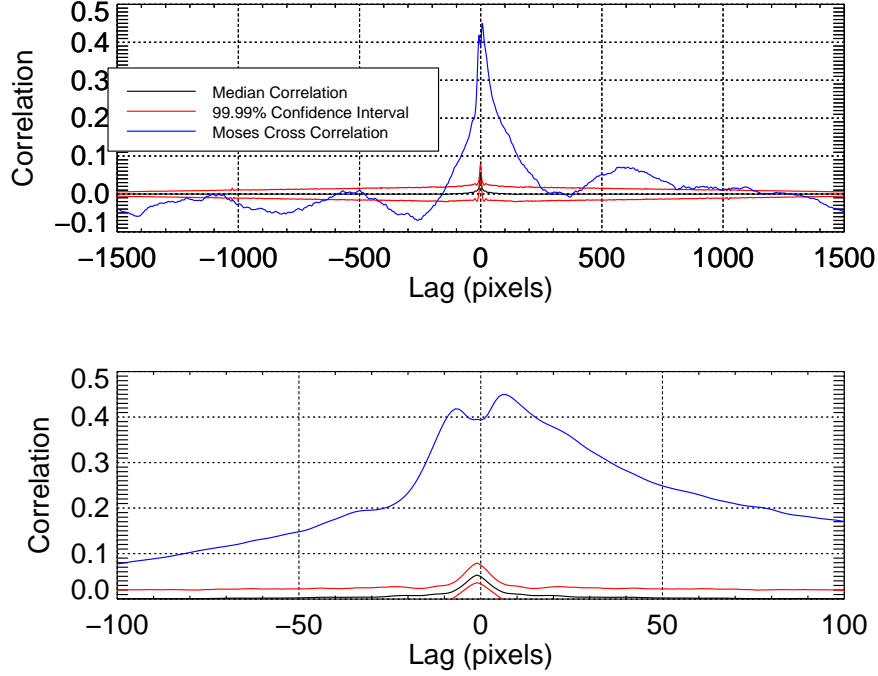 0.5
0.4
0.3
0.2
0.1
0.0
−0.1
Correlation
Median Correlation
99.99% Confidence Interval
Moses Cross Correlation
−1500 −1000 −500 0 500 1000 1500
Lag (pixels)
0.5
0.4
0.3
0.2
0.1
0.0
Correlation
−100 −50 0 50 100
Lag (pixels)